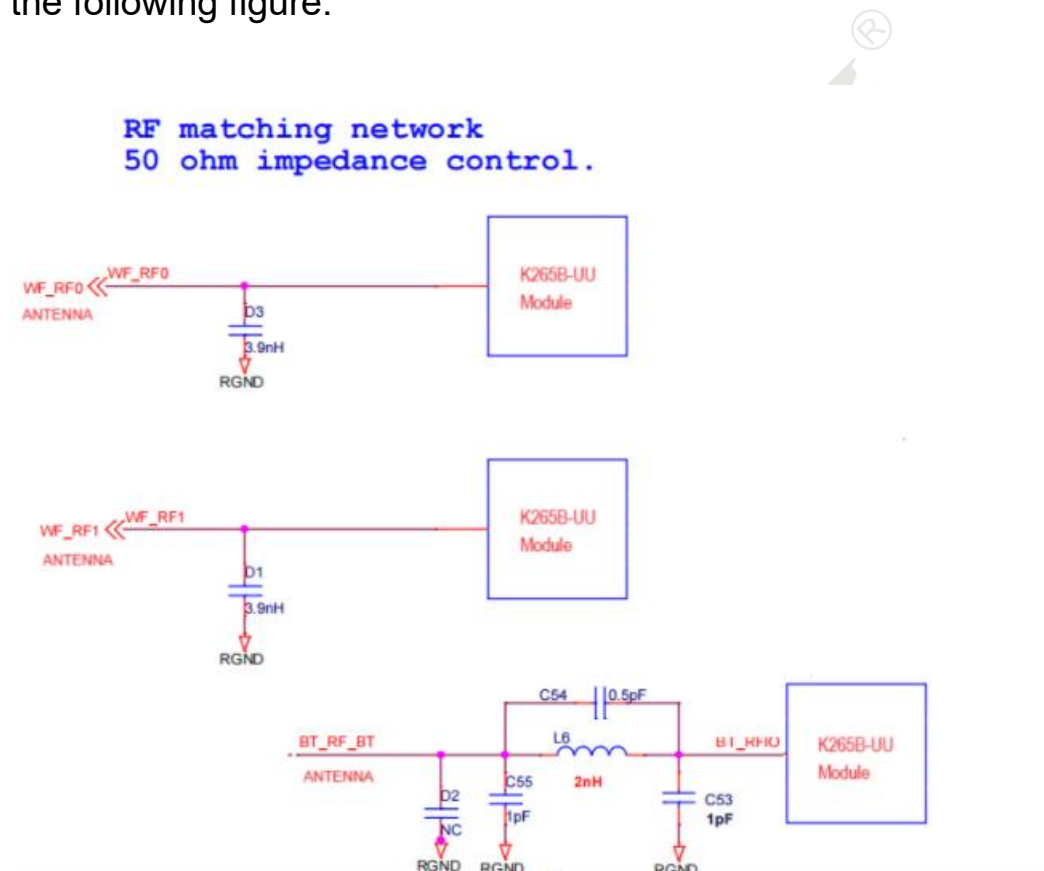 the following figure.
®
RF matching network
50 ohm impedance control.
WF_RF0
WF_RF0
ANTENNA
D3
3.9nH
RGND
K265B-UU
Module
WF_RF1
WF_RF1
ANTENNA
D1
3.9nH
RGND
K265B-UU
Module
C54
0.5pF
BT_RF_BT
ANTENNA
L6
2nH
BT_RFIO
K265B-UU
Module
D2
NC
C55
1pF
C53
1pF
RGND
RGND
RGND